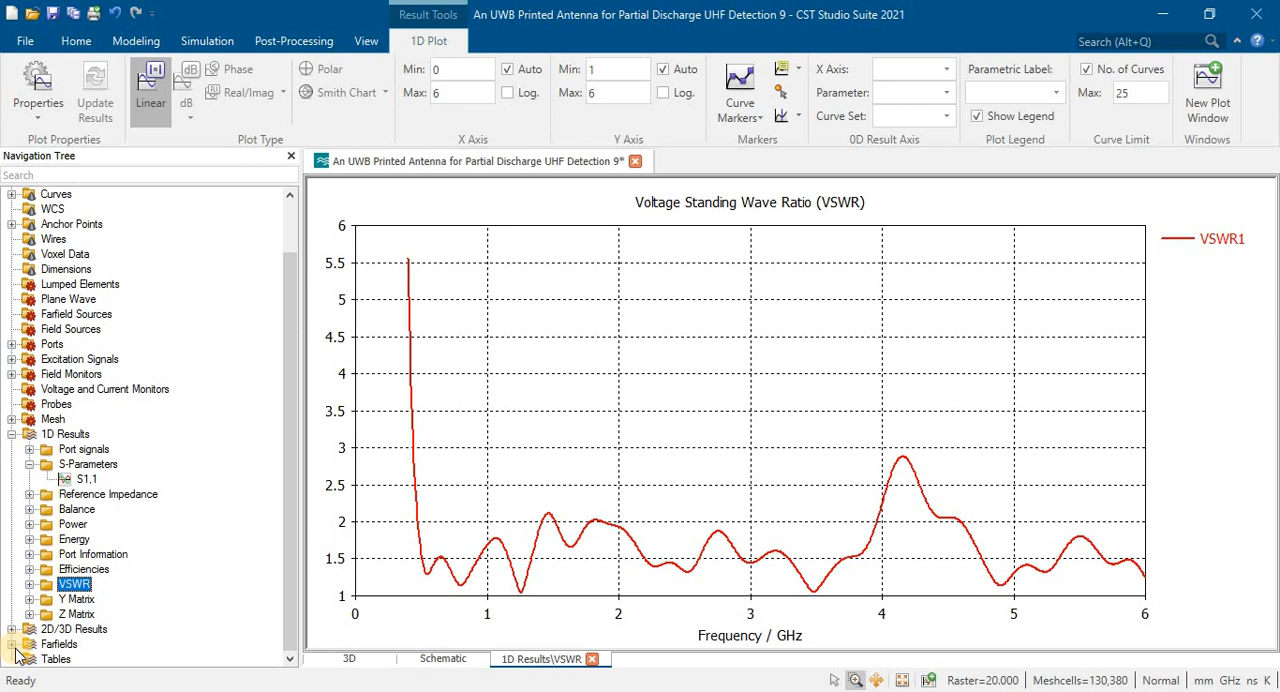 Result Tools
An UWB Printed Antenna for Partial Discharge UHF Detection 9 - CST Studio Suite 2021
File Home Modeling Simulation Post-Processing View 1D Plot Search (Alt+Q)
Properties
Update Results
Plot Properties
Linear
dB
Phase
Real/Imag
Polar
Smith Chart
Plot Type
Min: 0 Auto
Max: 6 Log.
X Axis
Min: 1 Auto
Max: 6 Log.
Y Axis
Curve Markers
Markers
X Axis:
Parameter:
Curve Set:
0D Result Axis
Parametric Label:
Show Legend
Plot Legend
No. of Curves
Max: 25
Curve Limit
New Plot Window
Windows
Navigation Tree
Search
Curves
WCS
Anchor Points
Wires
Voxel Data
Dimensions
Lumped Elements
Plane Wave
Farfield Sources
Field Sources
Ports
Excitation Signals
Field Monitors
Voltage and Current Monitors
Probes
Mesh
1D Results
Port signals
S-Parameters
S1,1
Reference Impedance
Balance
Power
Energy
Port Information
Efficiencies
VSWR
Y Matrix
Z Matrix
2D/3D Results
Farfields
Tables
An UWB Printed Antenna for Partial Discharge UHF Detection 9*
Voltage Standing Wave Ratio (VSWR)
VSWR1
6
5.5
5
4.5
4
3.5
3
2.5
2
1.5
1
0 1 2 3 4 5 6
Frequency / GHz
3D Schematic 1D Results\VSWR
Ready Raster=20.000 Meshcells=130,380 Normal mm GHz ns K